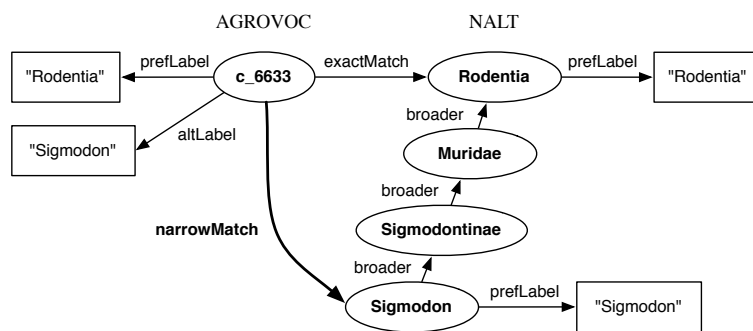 AGROVOC NALT
"Rodentia" prefLabel c_6633 exactMatch Rodentia prefLabel "Rodentia"
broader
altLabel
"Sigmodon" Muridae
broader
narrowMatch Sigmodontinae
broader
Sigmodon prefLabel "Sigmodon"